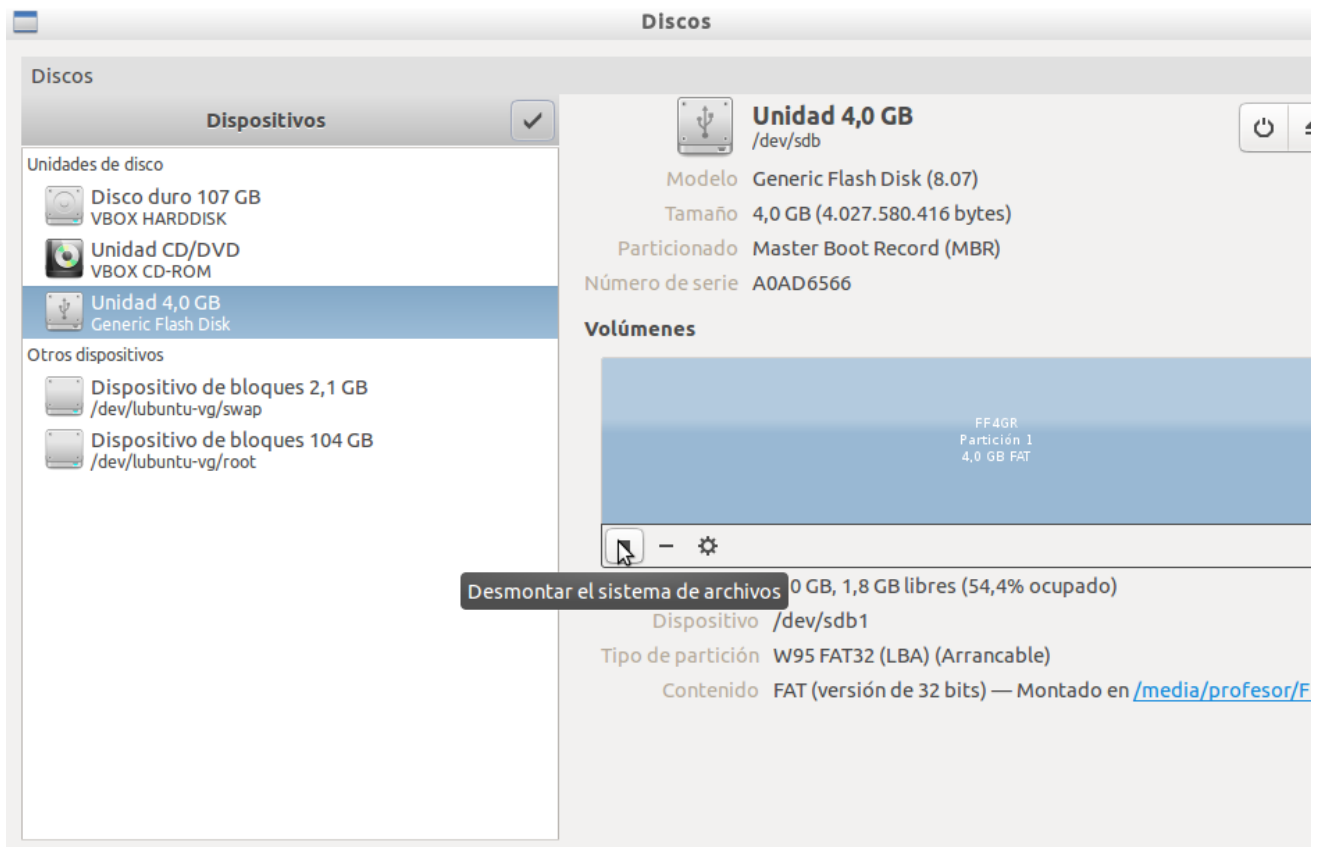 Discos
Discos
Dispositivos
Unidades de disco
Disco duro 107 GB
VBOX HARDDISK
Unidad CD/DVD
VBOX CD-ROM
Unidad 4,0 GB
Generic Flash Disk
Otros dispositivos
Dispositivo de bloques 2,1 GB
/dev/lubuntu-vg/swap
Dispositivo de bloques 104 GB
/dev/lubuntu-vg/root
Unidad 4,0 GB
/dev/sdb
Modelo Generic Flash Disk (8.07)
Tamaño 4,0 GB (4.027.580.416 bytes)
Particionado Master Boot Record (MBR)
Número de serie A0AD6566
Volúmenes
FF4GR
Partición 1
4,0 GB FAT
Desmontar el sistema de archivos
0 GB, 1,8 GB libres (54,4% ocupado)
Dispositivo /dev/sdb1
Tipo de partición W95 FAT32 (LBA) (Arrancable)
Contenido FAT (versión de 32 bits) — Montado en /media/profesor/F